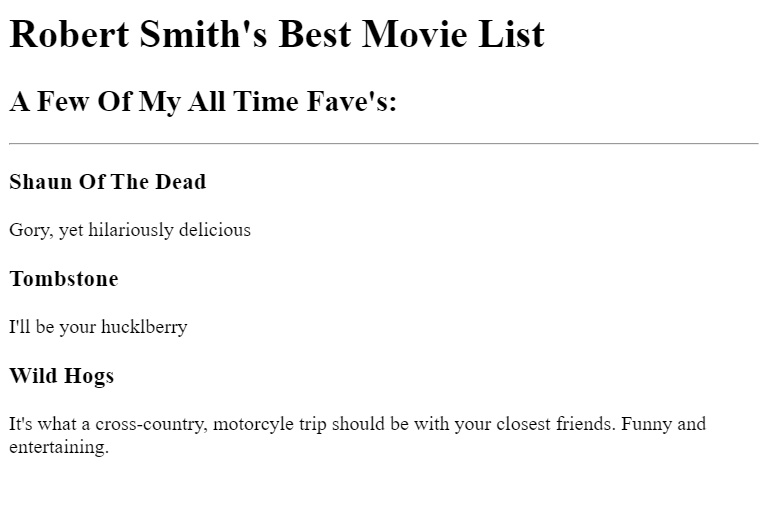 Robert Smith's Best Movie List
A Few Of My All Time Fave's:
Shaun Of The Dead
Gory, yet hilariously delicious
Tombstone
I'll be your hucklberry
Wild Hogs
It's what a cross-country, motorcyle trip should be with your closest friends. Funny and
entertaining.